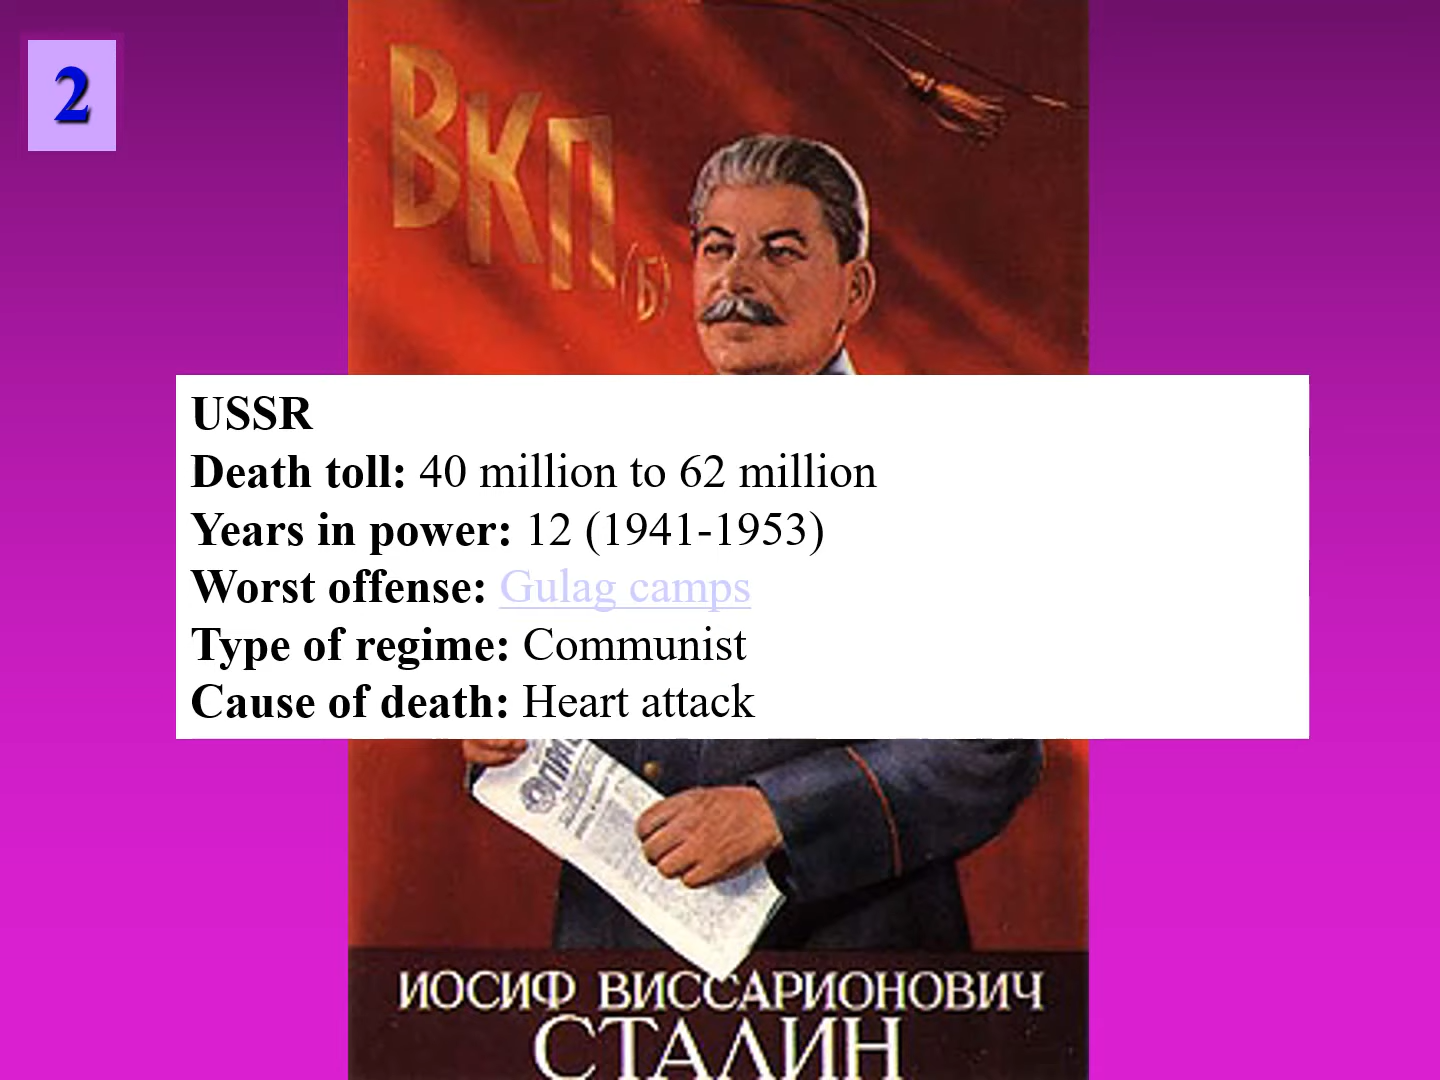 2
ВКП(б)
USSR
Death toll: 40 million to 62 million
Years in power: 12 (1941-1953)
Worst offense: Gulag camps
Type of regime: Communist
Cause of death: Heart attack
ИОСИФ ВИССАРИОНОВИЧ
СТАЛИН